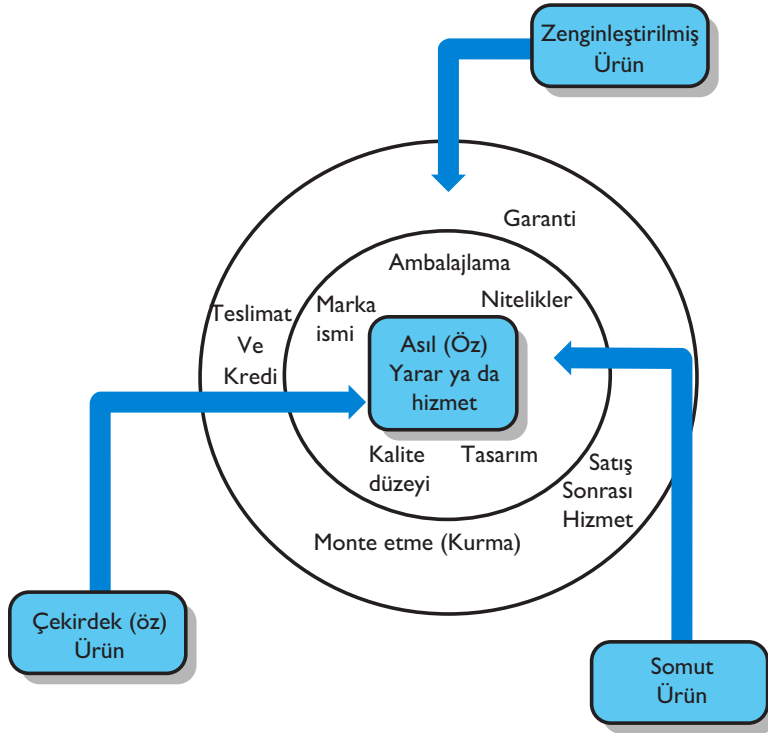 Zenginleştirilmiş
Ürün
Garanti
Ambalajlama
Nitelikler
Marka
ismi
Teslimat
Ve
Kredi
Asıl (Öz)
Yarar ya da
hizmet
Kalite
düzeyi
Tasarım
Satış
Sonrası
Hizmet
Monte etme (Kurma)
Çekirdek (öz)
Ürün
Somut
Ürün